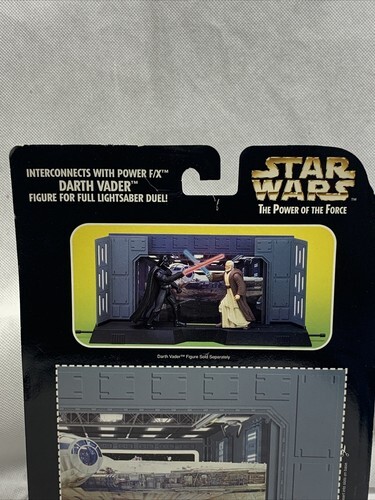 INTERCONNECTS WITH POWER F/X™
DARTH VADER™
FIGURE FOR FULL LIGHTSABER DUEL!
STAR
WARS™
THE POWER OF THE FORCE
Darth Vader™ Figure Sold Separately